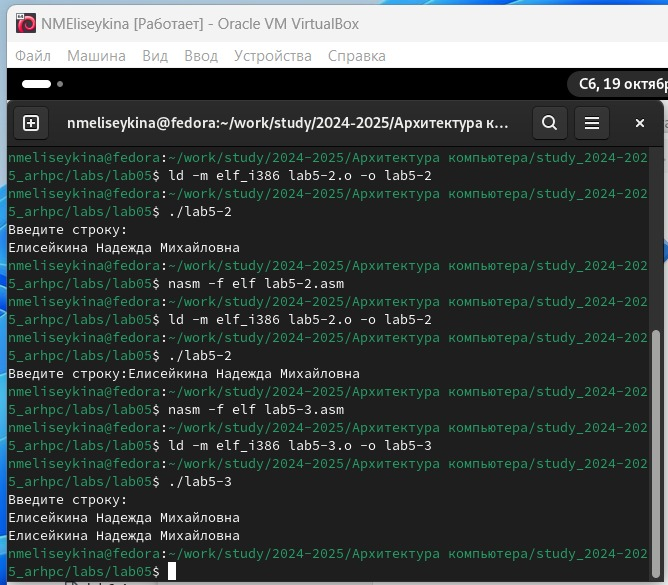 NMEliseykina [Работает] - Oracle VM VirtualBox
Файл Машина Вид Ввод Устройства Справка
Сб, 19 октябр
nmeliseykina@fedora:~/work/study/2024-2025/Архитектура к...
nmeliseykina@fedora:~/work/study/2024-2025/Архитектура компьютера/study_2024-202
5_arhpc/labs/lab05$ ld -m elf_i386 lab5-2.o -o lab5-2
nmeliseykina@fedora:~/work/study/2024-2025/Архитектура компьютера/study_2024-202
5_arhpc/labs/lab05$ ./lab5-2
Введите строку:
Елисейкина Надежда Михайловна
nmeliseykina@fedora:~/work/study/2024-2025/Архитектура компьютера/study_2024-202
5_arhpc/labs/lab05$ nasm -f elf lab5-2.asm
nmeliseykina@fedora:~/work/study/2024-2025/Архитектура компьютера/study_2024-202
5_arhpc/labs/lab05$ ld -m elf_i386 lab5-2.o -o lab5-2
nmeliseykina@fedora:~/work/study/2024-2025/Архитектура компьютера/study_2024-202
5_arhpc/labs/lab05$ ./lab5-2
Введите строку:Елисейкина Надежда Михайловна
nmeliseykina@fedora:~/work/study/2024-2025/Архитектура компьютера/study_2024-202
5_arhpc/labs/lab05$ nasm -f elf lab5-3.asm
nmeliseykina@fedora:~/work/study/2024-2025/Архитектура компьютера/study_2024-202
5_arhpc/labs/lab05$ ld -m elf_i386 lab5-3.o -o lab5-3
nmeliseykina@fedora:~/work/study/2024-2025/Архитектура компьютера/study_2024-202
5_arhpc/labs/lab05$ ./lab5-3
Введите строку:
Елисейкина Надежда Михайловна
Елисейкина Надежда Михайловна
nmeliseykina@fedora:~/work/study/2024-2025/Архитектура компьютера/study_2024-202
5_arhpc/labs/lab05$